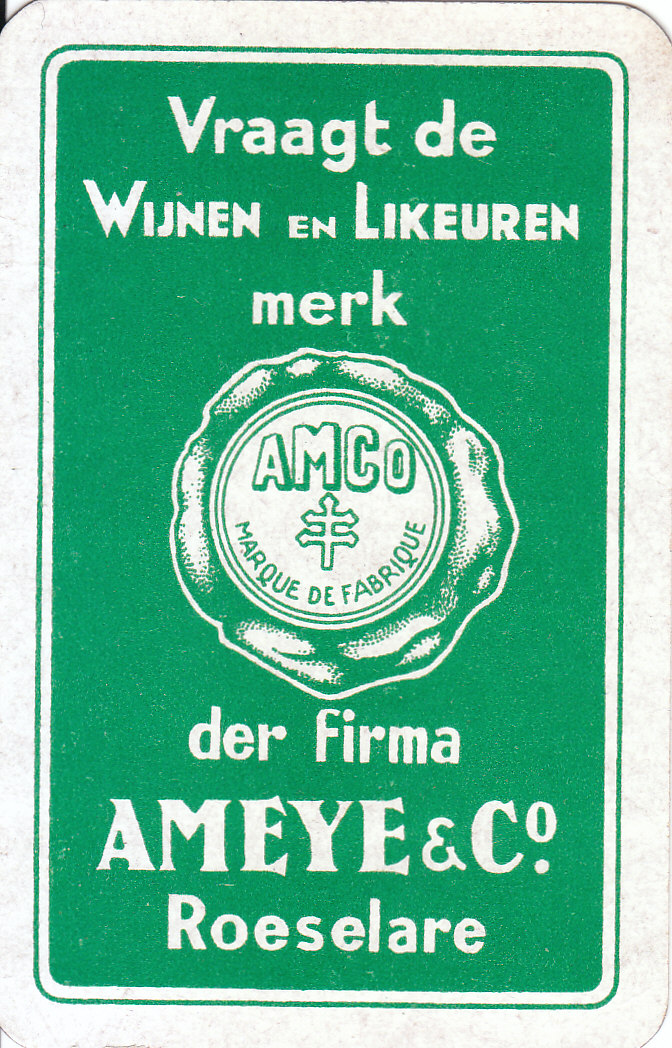 Vraagt de
WIJNEN EN LIKEUREN
merk
AMCO
MARQUE DE FABRIQUE
der firma
AMEYE & Cº.
Roeselare